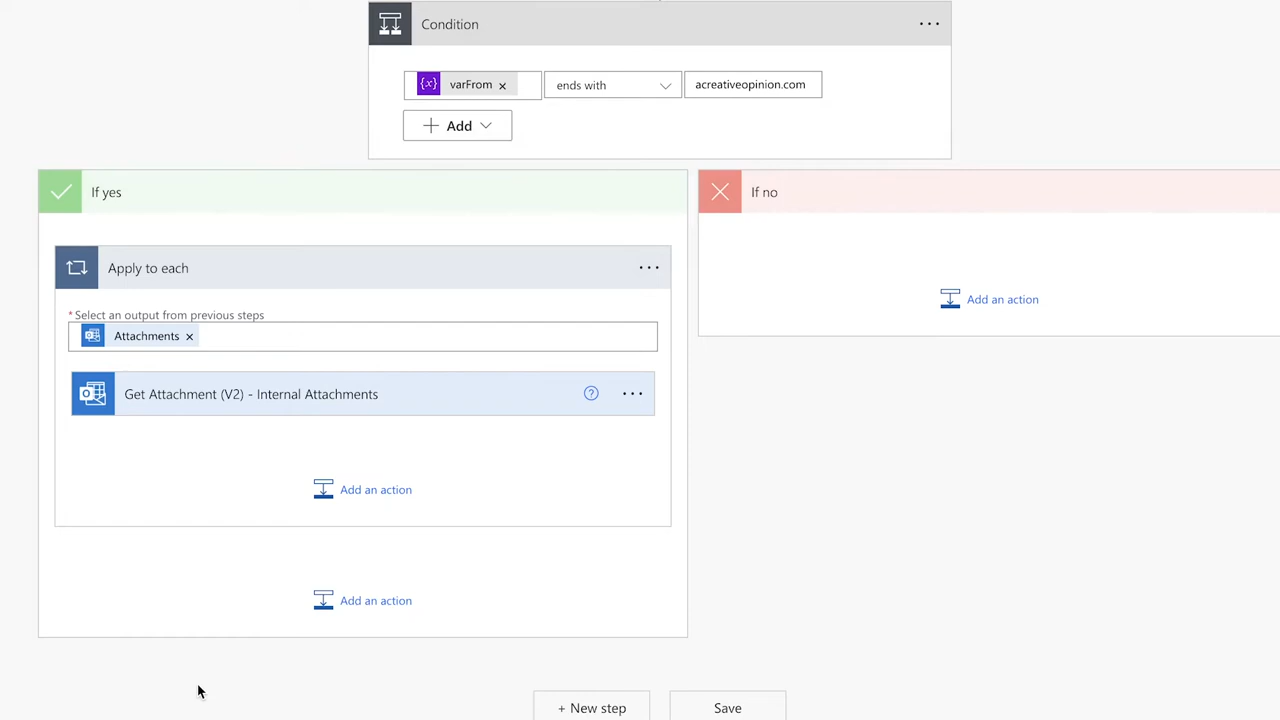 Condition
{x} varFrom × ends with acreativeopinion.com
+ Add
If yes
If no
Apply to each
Add an action
* Select an output from previous steps
Attachments ×
Get Attachment (V2) - Internal Attachments
Add an action
Add an action
+ New step
Save